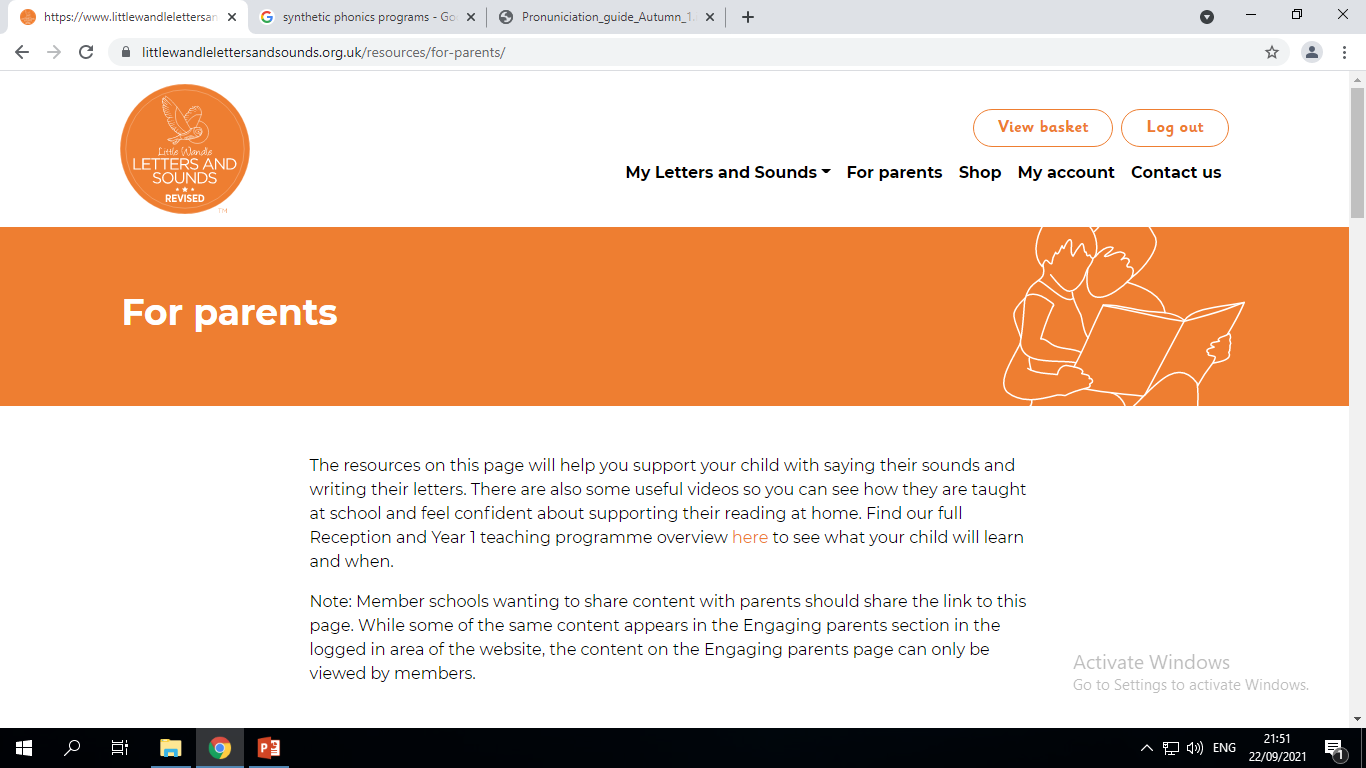 https://www.littlewandlelettersan
synthetic phonics programs - Go
Pronuniciation_guide_Autumn_1.
littlewandlelettersandsounds.org.uk/resources/for-parents/
Little Wandle
LETTERS AND
SOUNDS
REVISED
TM
View basket
Log out
My Letters and Sounds
For parents
Shop
My account
Contact us
For parents
The resources on this page will help you support your child with saying their sounds and
writing their letters. There are also some useful videos so you can see how they are taught
at school and feel confident about supporting their reading at home. Find our full
Reception and Year 1 teaching programme overview here to see what your child will learn
and when.
Note: Member schools wanting to share content with parents should share the link to this
page. While some of the same content appears in the Engaging parents section in the
logged in area of the website, the content on the Engaging parents page can only be
viewed by members.
Activate Windows
Go to Settings to activate Windows.
ENG
21:51
22/09/2021
1